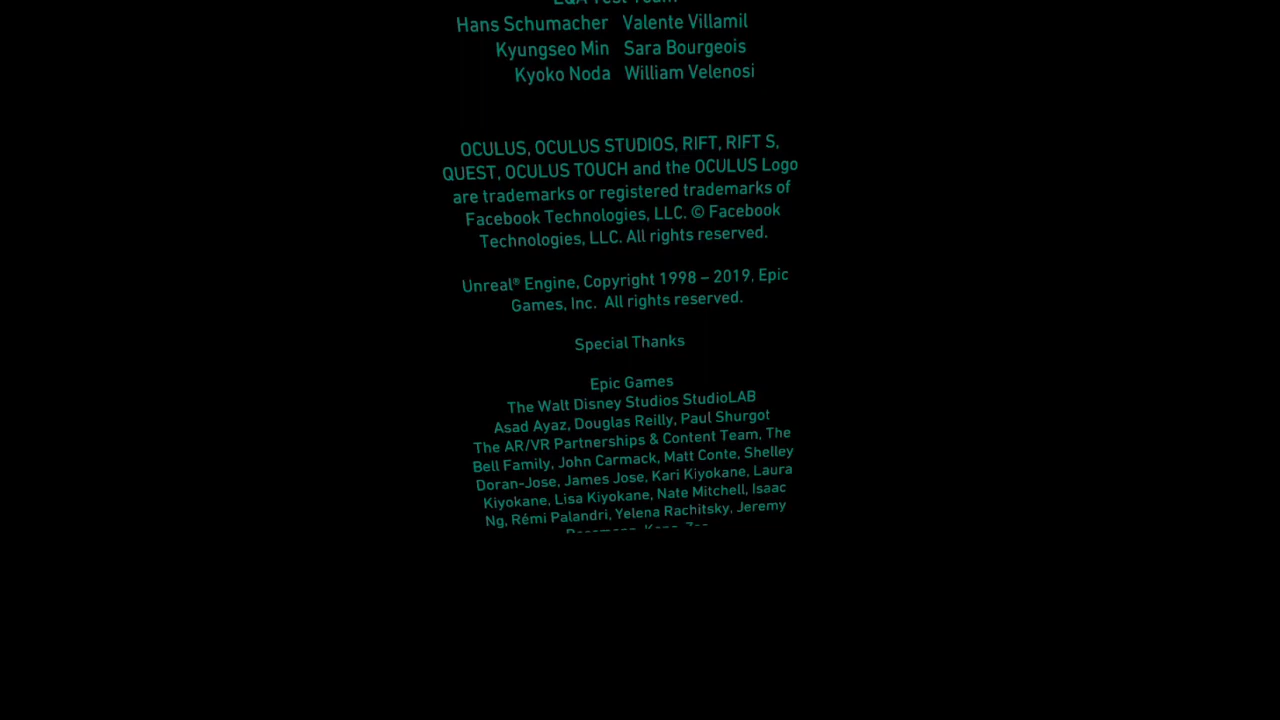 Hans Schumacher Valente Villamil
Kyungseo Min Sara Bourgeois
Kyoko Noda William Velenosi
OCULUS, OCULUS STUDIOS, RIFT, RIFT S,
QUEST, OCULUS TOUCH and the OCULUS Logo
are trademarks or registered trademarks of
Facebook Technologies, LLC. © Facebook
Technologies, LLC. All rights reserved.
Unreal® Engine, Copyright 1998 – 2019, Epic
Games, Inc. All rights reserved.
Special Thanks
Epic Games
The Walt Disney Studios StudioLAB
Asad Ayaz, Douglas Reilly, Paul Shurgot
The AR/VR Partnerships & Content Team, The
Bell Family, John Carmack, Matt Conte, Shelley
Doran-Jose, James Jose, Kari Kiyokane, Laura
Kiyokane, Lisa Kiyokane, Nate Mitchell, Isaac
Ng, Rémi Palandri, Yelena Rachitsky, Jeremy